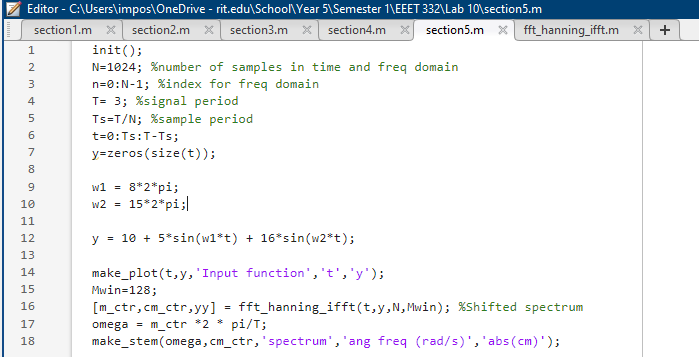 Editor - C:\Users\impos\OneDrive - rit.edu\School\Year 5\Semester 1\EEET 332\Lab 10\section5.m
section1.m section2.m section3.m section4.m section5.m fft_hanning_ifft.m +
1 init();
2 N=1024; %number of samples in time and freq domain
3 n=0:N-1; %index for freq domain
4 T= 3; %signal period
5 Ts=T/N; %sample period
6 t=0:Ts:T-Ts;
7 y=zeros(size(t));
8
9 w1 = 8*2*pi;
10 w2 = 15*2*pi;
11
12 y = 10 + 5*sin(w1*t) + 16*sin(w2*t);
13
14 make_plot(t,y,'Input function','t','y');
15 Mwin=128;
16 [m_ctr,cm_ctr,yy] = fft_hanning_ifft(t,y,N,Mwin); %Shifted spectrum
17 omega = m_ctr *2 * pi/T;
18 make_stem(omega,cm_ctr,'spectrum','ang freq (rad/s)','abs(cm)');